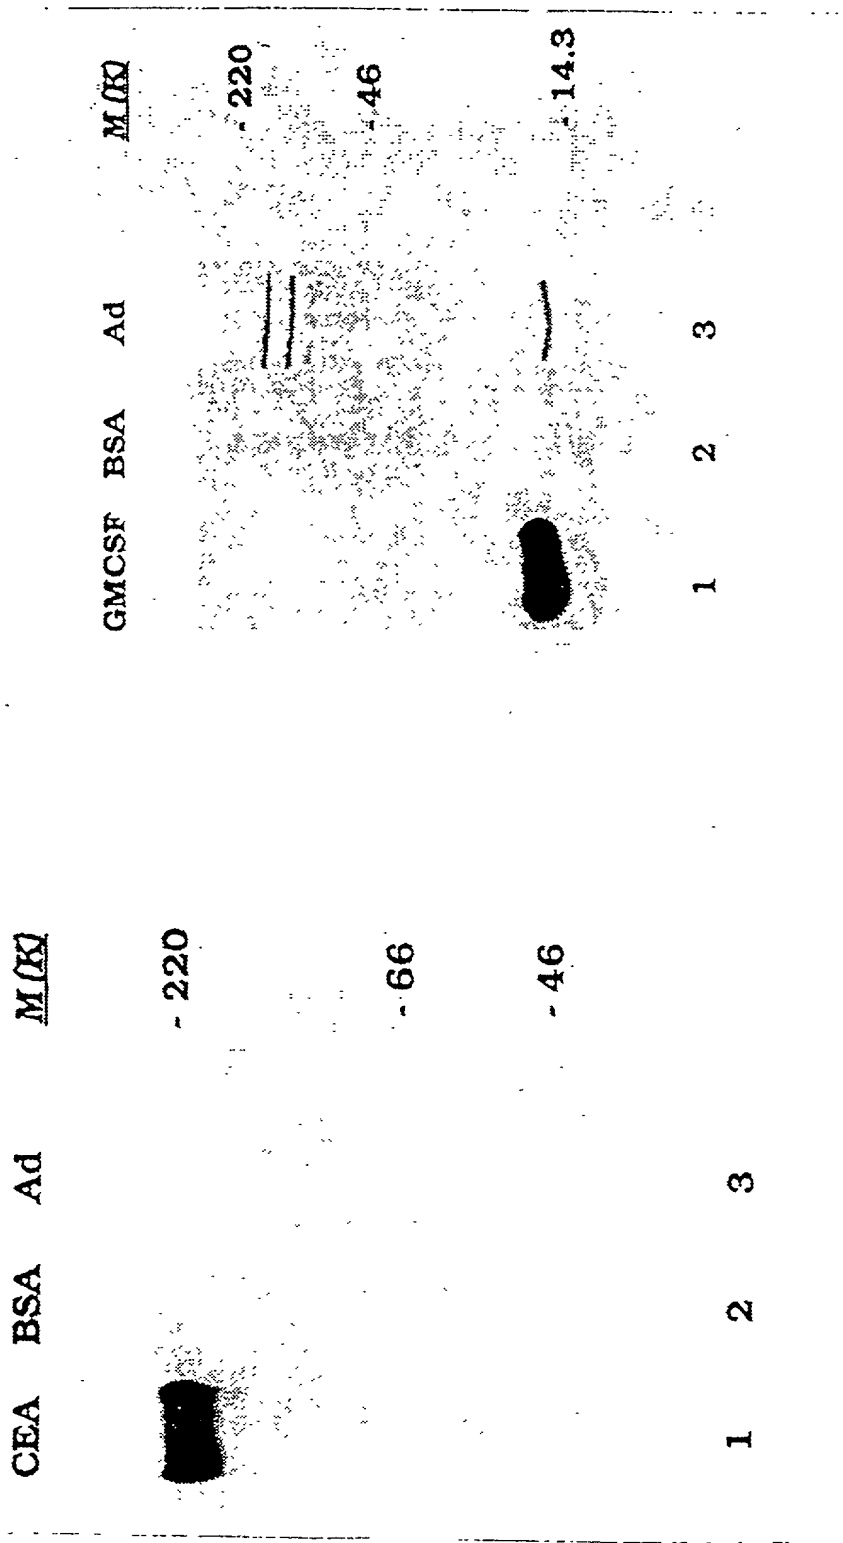 CEA BSA Ad M (K)
- 220
- 66
- 46
1 2 3
GMCSF BSA Ad M (K)
- 220
- 46
- 14.3
1 2 3